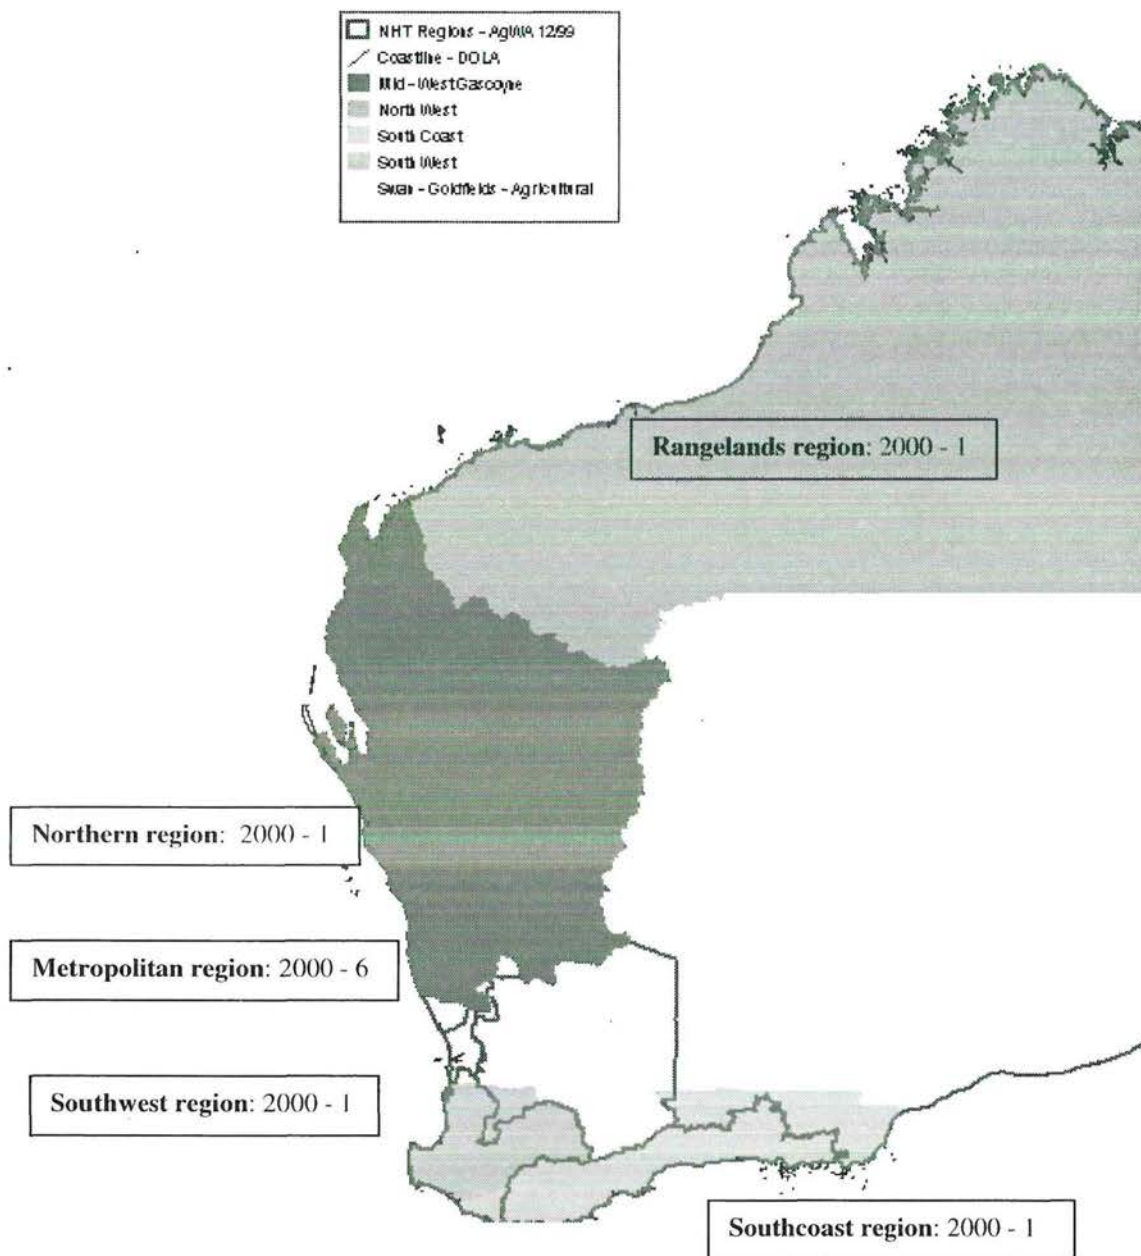 NHT Regions - AgWA 12/99
Coastline - DOLA
Mid - West Gascoyne
North West
South Coast
South West
Swan - Goldfields - Agricultural
Rangelands region: 2000 - 1
Northern region: 2000 - 1
Metropolitan region: 2000 - 6
Southwest region: 2000 - 1
Southcoast region: 2000 - 1